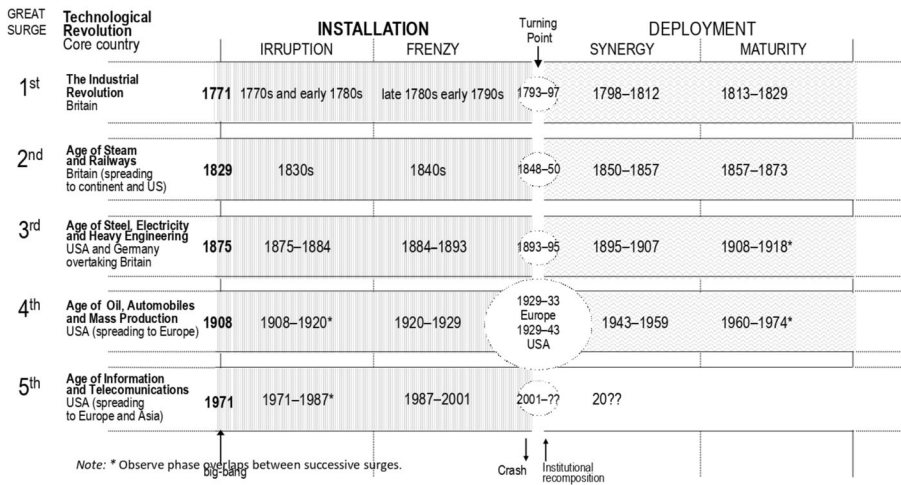 GREAT
SURGE
Technological
Revolution
Core country
INSTALLATION
Turning
Point
DEPLOYMENT
IRRUPTION
FRENZY
SYNERGY
MATURITY
1st
The Industrial
Revolution
Britain
1771
1770s and early 1780s
late 1780s early 1790s
1793–97
1798–1812
1813–1829
2nd
Age of Steam
and Railways
Britain (spreading
to continent and US)
1829
1830s
1840s
1848–50
1850–1857
1857–1873
3rd
Age of Steel, Electricity
and Heavy Engineering
USA and Germany
overtaking Britain
1875
1875–1884
1884–1893
1893–95
1895–1907
1908–1918*
4th
Age of Oil, Automobiles
and Mass Production
USA (spreading to Europe)
1908
1908–1920*
1920–1929
1929–33
Europe
1929–43
USA
1943–1959
1960–1974*
5th
Age of Information
and Telecomunications
USA (spreading
to Europe and Asia)
1971
1971–1987*
1987–2001
2001–??
20??
big-bang
Note: * Observe phase overlaps between successive surges.
Crash
Institutional
recomposition